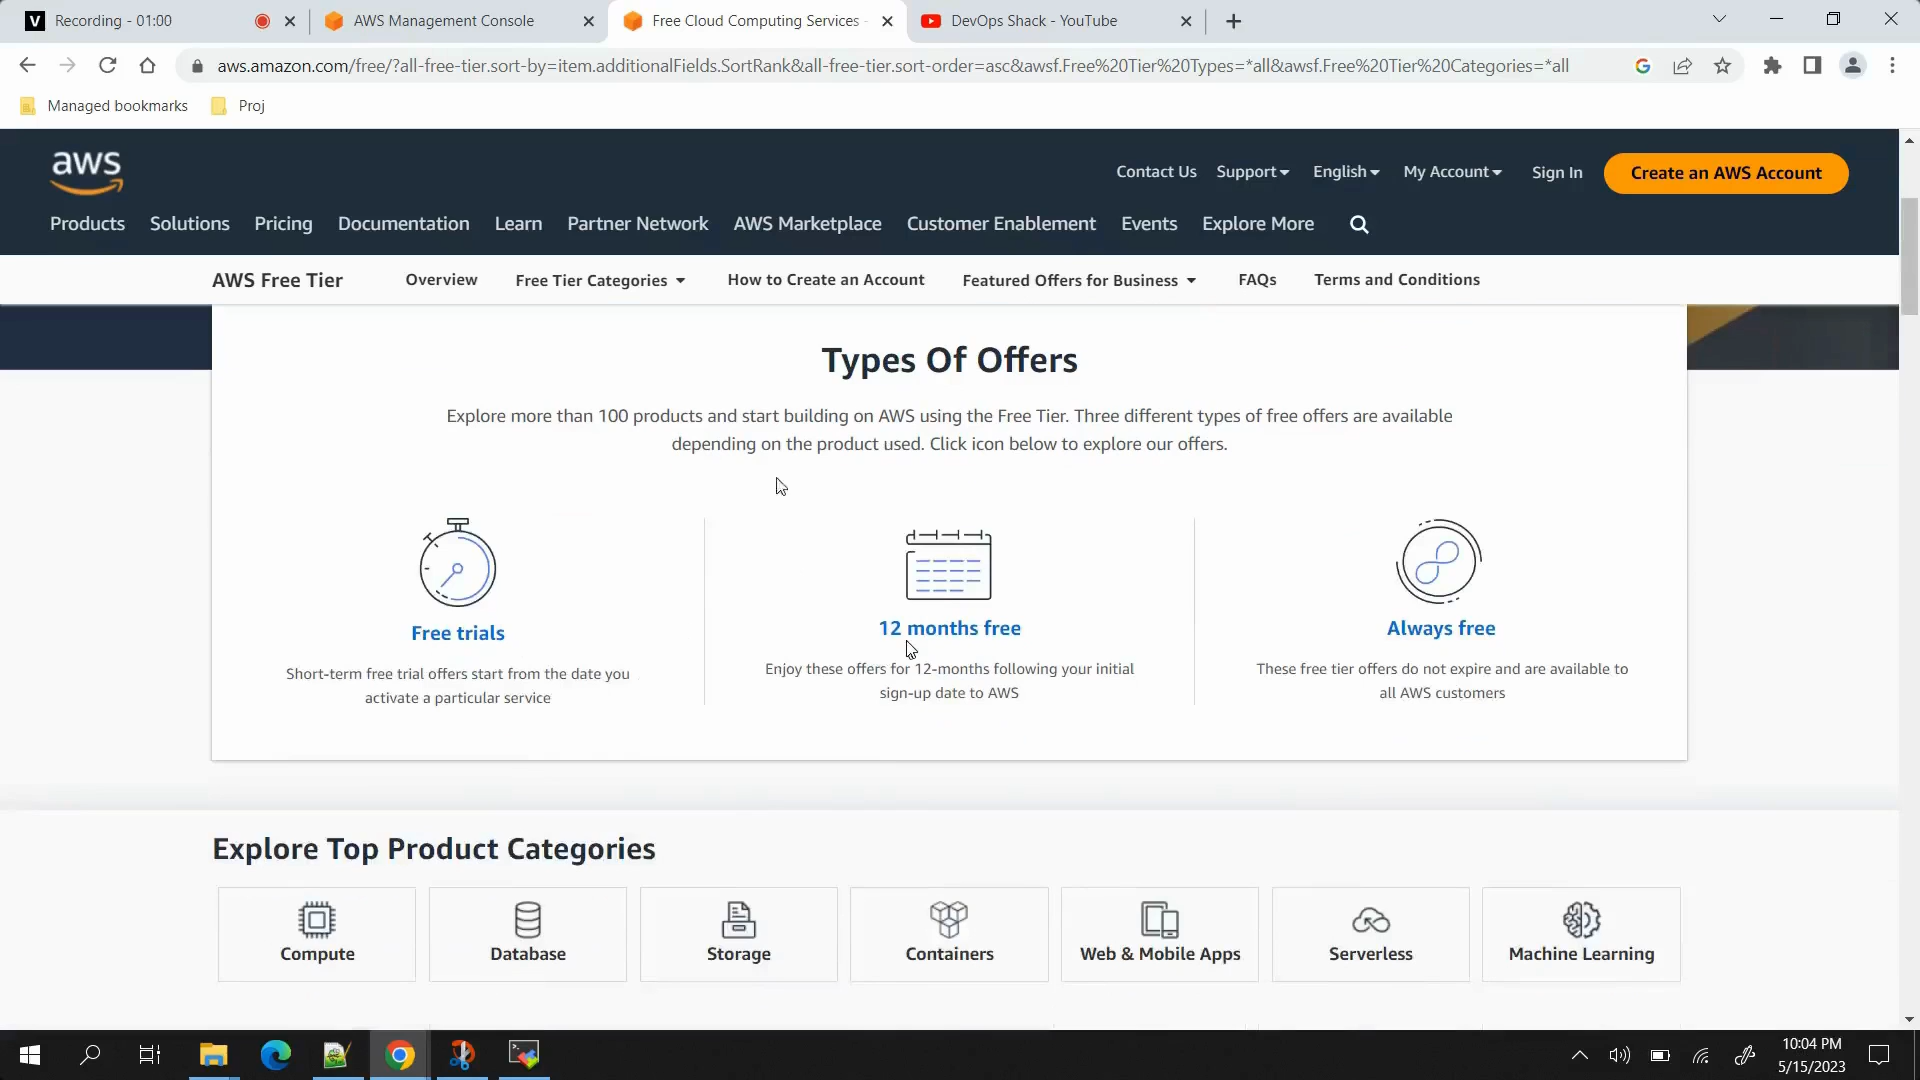 V Recording - 01:00
AWS Management Console
Free Cloud Computing Services -
DevOps Shack - YouTube
aws.amazon.com/free/?all-free-tier.sort-by=item.additionalFields.SortRank&all-free-tier.sort-order=asc&awsf.Free%20Tier%20Types=*all&awsf.Free%20Tier%20Categories=*all
Managed bookmarks
Proj
aws
Contact Us
Support
English
My Account
Sign In
Create an AWS Account
Products
Solutions
Pricing
Documentation
Learn
Partner Network
AWS Marketplace
Customer Enablement
Events
Explore More
AWS Free Tier
Overview
Free Tier Categories
How to Create an Account
Featured Offers for Business
FAQs
Terms and Conditions
Types Of Offers
Explore more than 100 products and start building on AWS using the Free Tier. Three different types of free offers are available
depending on the product used. Click icon below to explore our offers.
Free trials
Short-term free trial offers start from the date you
activate a particular service
12 months free
Enjoy these offers for 12-months following your initial
sign-up date to AWS
Always free
These free tier offers do not expire and are available to
all AWS customers
Explore Top Product Categories
Compute
Database
Storage
Containers
Web & Mobile Apps
Serverless
Machine Learning
10:04 PM
5/15/2023